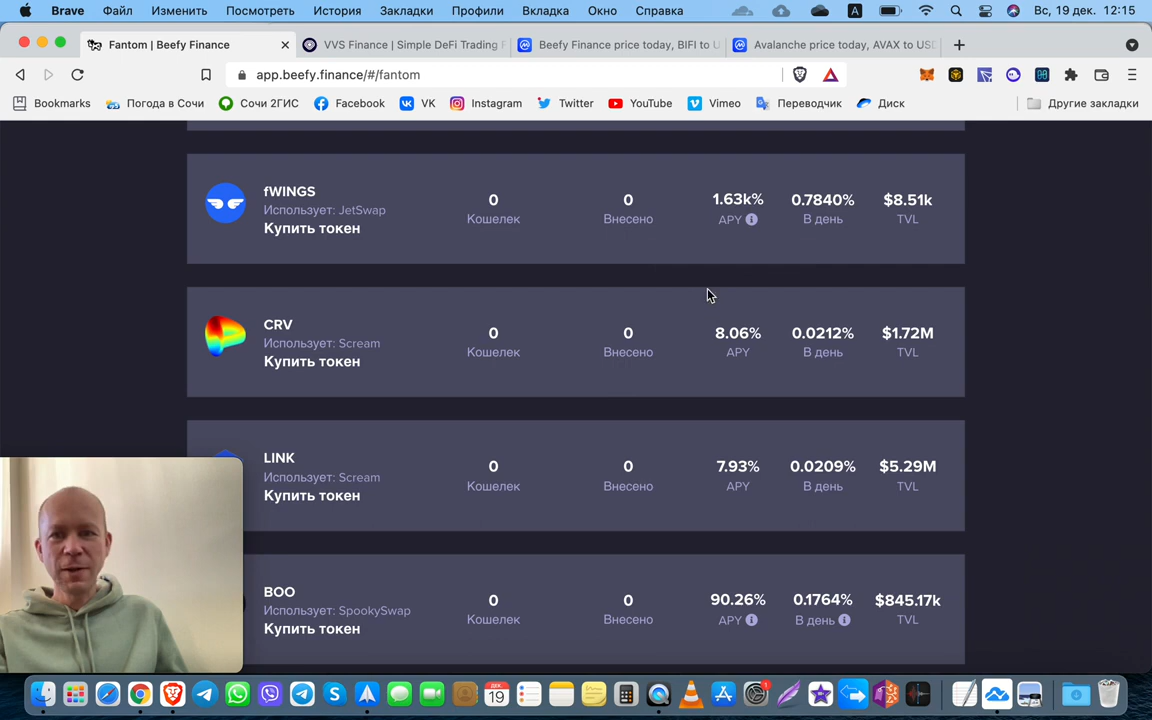 Brave Файл Изменить Посмотреть История Закладки Профили Вкладка Окно Справка A Вс, 19 дек. 12:15
Fantom | Beefy Finance
VVS Finance | Simple DeFi Trading
Beefy Finance price today, BIFI to U
Avalanche price today, AVAX to USD
app.beefy.finance/#/fantom
Bookmarks Погода в Сочи Сочи 2ГИС Facebook VK Instagram Twitter YouTube Vimeo Переводчик Диск Другие закладки
fWINGS
Использует: JetSwap
Купить токен
0
Кошелек
0
Внесено
1.63k%
APY
0.7840%
В день
$8.51k
TVL
CRV
Использует: Scream
Купить токен
0
Кошелек
0
Внесено
8.06%
APY
0.0212%
В день
$1.72M
TVL
LINK
Использует: Scream
Купить токен
0
Кошелек
0
Внесено
7.93%
APY
0.0209%
В день
$5.29M
TVL
BOO
Использует: SpookySwap
Купить токен
0
Кошелек
0
Внесено
90.26%
APY
0.1764%
В день
$845.17k
TVL
ДЕК
19
1